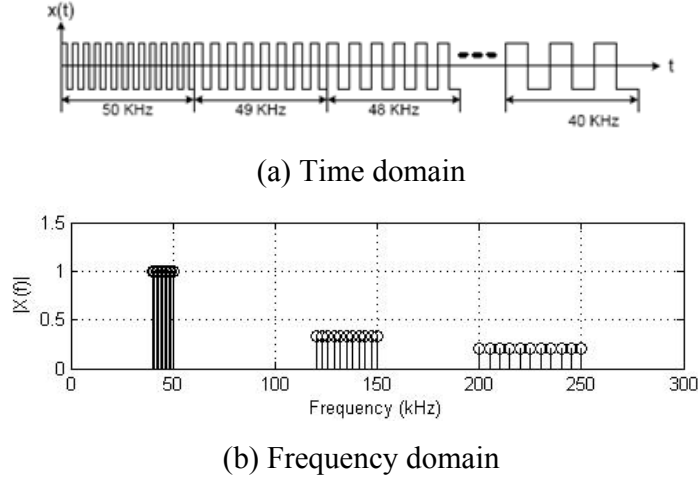 x(t)
t
50 KHz
49 KHz
48 KHz
40 KHz
(a) Time domain
1.5
1
0.5
0
|X(f)|
0 50 100 150 200 250 300
Frequency (kHz)
(b) Frequency domain